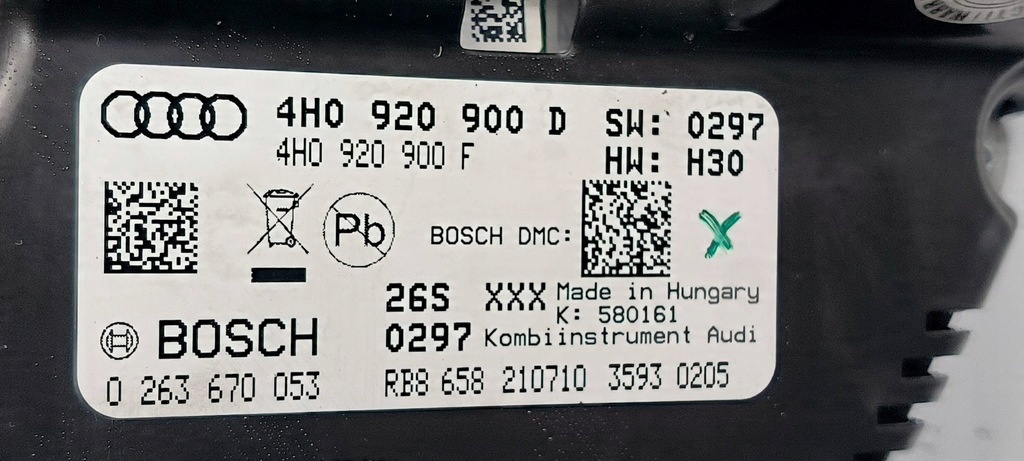 4H0 920 900 D SW: 0297
4H0 920 900 F HW: H30
Pb
BOSCH DMC:
26S XXX Made in Hungary
K: 580161
BOSCH 0297 Kombiinstrument Audi
0 263 670 053 RB8 658 210710 3593 0205